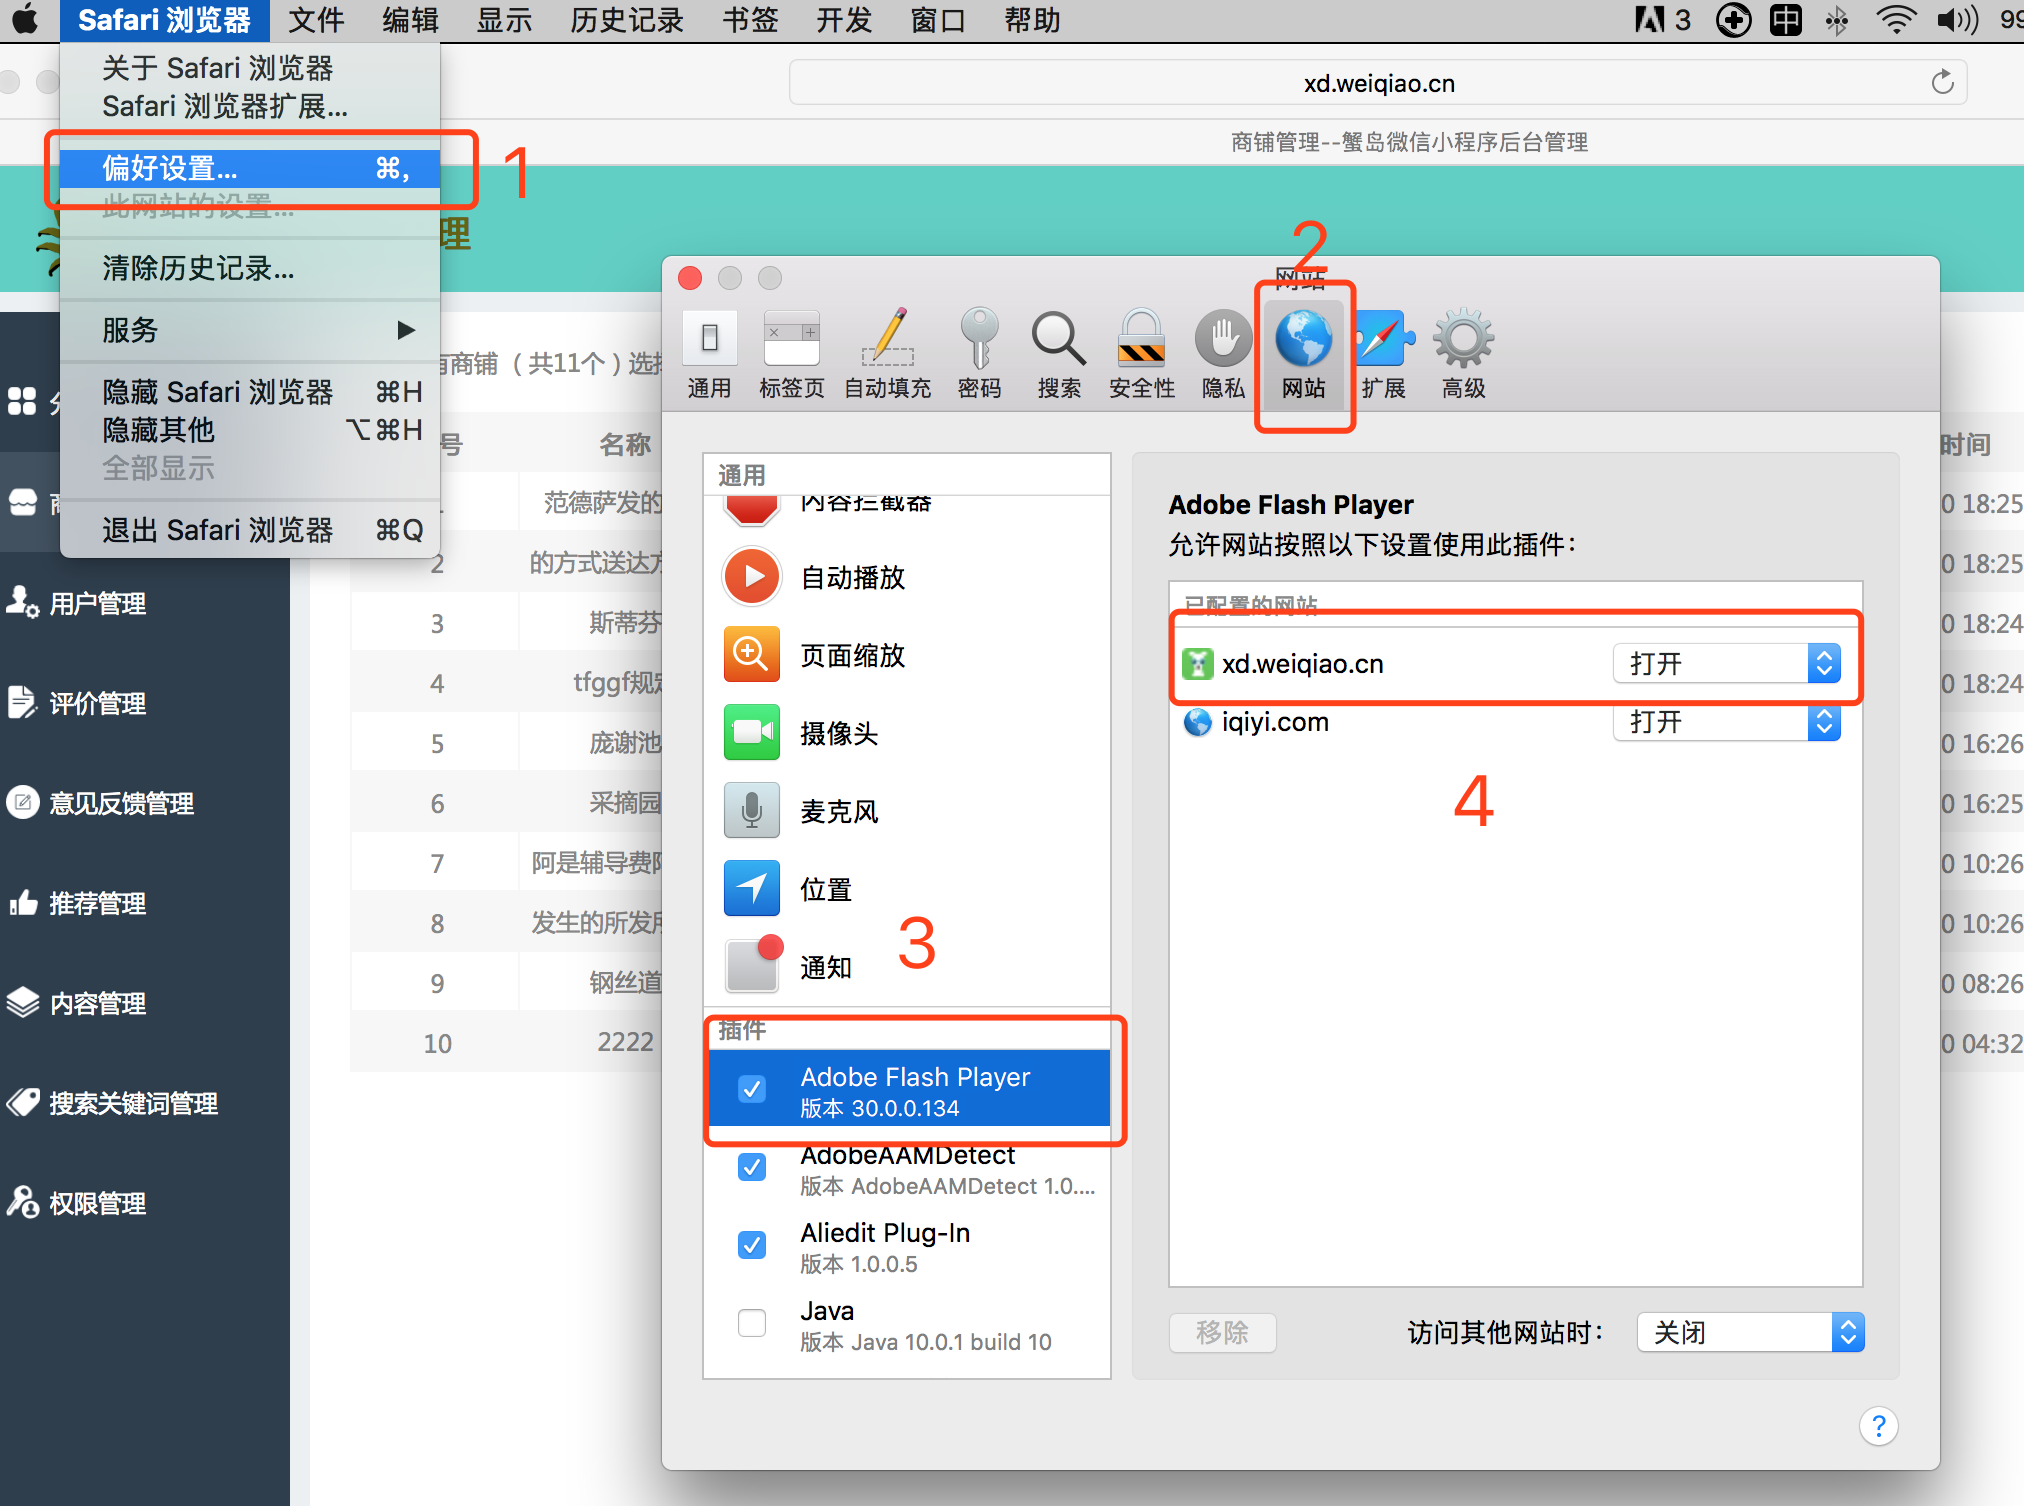 Safari 浏览器 文件 编辑 显示 历史记录 书签 开发 窗口 帮助 3 中 99
关于 Safari 浏览器
Safari 浏览器扩展...
偏好设置... ⌘,
此网站的设置...
清除历史记录...
服务 ▶
隐藏 Safari 浏览器 ⌘H
隐藏其他 ⌥⌘H
全部显示
退出 Safari 浏览器 ⌘Q
1
xd.weiqiao.cn
商铺管理--蟹岛微信小程序后台管理
理
用户管理
评价管理
意见反馈管理
推荐管理
内容管理
搜索关键词管理
权限管理
有商铺（共11个）选择
号 名称 时间
范德萨发的 0 18:25
2 的方式送达方 0 18:25
3 斯蒂芬 0 18:24
4 tfggf规定 0 18:24
5 庞谢池 0 16:26
6 采摘园 0 16:25
7 阿是辅导费阿 0 10:26
8 发生的所发所 0 10:26
9 钢丝道 0 08:26
10 2222 0 04:32
2
网站
通用 标签页 自动填充 密码 搜索 安全性 隐私 网站 扩展 高级
通用
内容拦截器
自动播放
页面缩放
摄像头
麦克风
位置
通知
3
插件
Adobe Flash Player
版本 30.0.0.134
AdobeAAMDetect
版本 AdobeAAMDetect 1.0....
Aliedit Plug-In
版本 1.0.0.5
Java
版本 Java 10.0.1 build 10
Adobe Flash Player
允许网站按照以下设置使用此插件：
已配置的网站
xd.weiqiao.cn 打开
iqiyi.com 打开
4
移除 访问其他网站时： 关闭
?